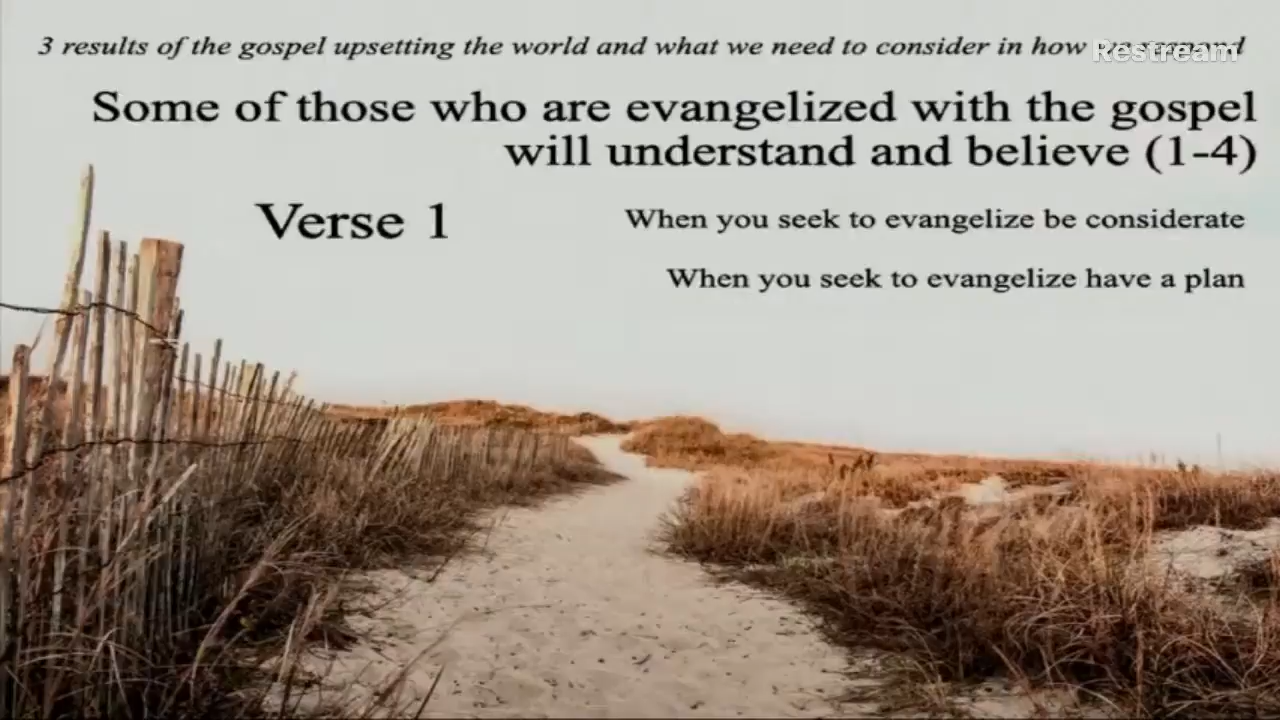 3 results of the gospel upsetting the world and what we need to consider in how we respond
Restream
Some of those who are evangelized with the gospel
will understand and believe (1-4)
Verse 1
When you seek to evangelize be considerate
When you seek to evangelize have a plan